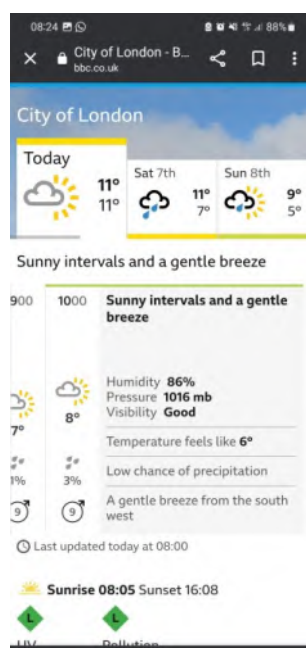 08:24 88%
City of London - B...
bbc.co.uk
City of London
Today
11°
11°
Sat 7th
11°
7°
Sun 8th
9°
5°
Sunny intervals and a gentle breeze
900
7°
1%
9
1000
8°
3%
9
Sunny intervals and a gentle breeze
Humidity 86%
Pressure 1016 mb
Visibility Good
Temperature feels like 6°
Low chance of precipitation
A gentle breeze from the south west
Last updated today at 08:00
Sunrise 08:05 Sunset 16:08
L
L
UV
Pollution